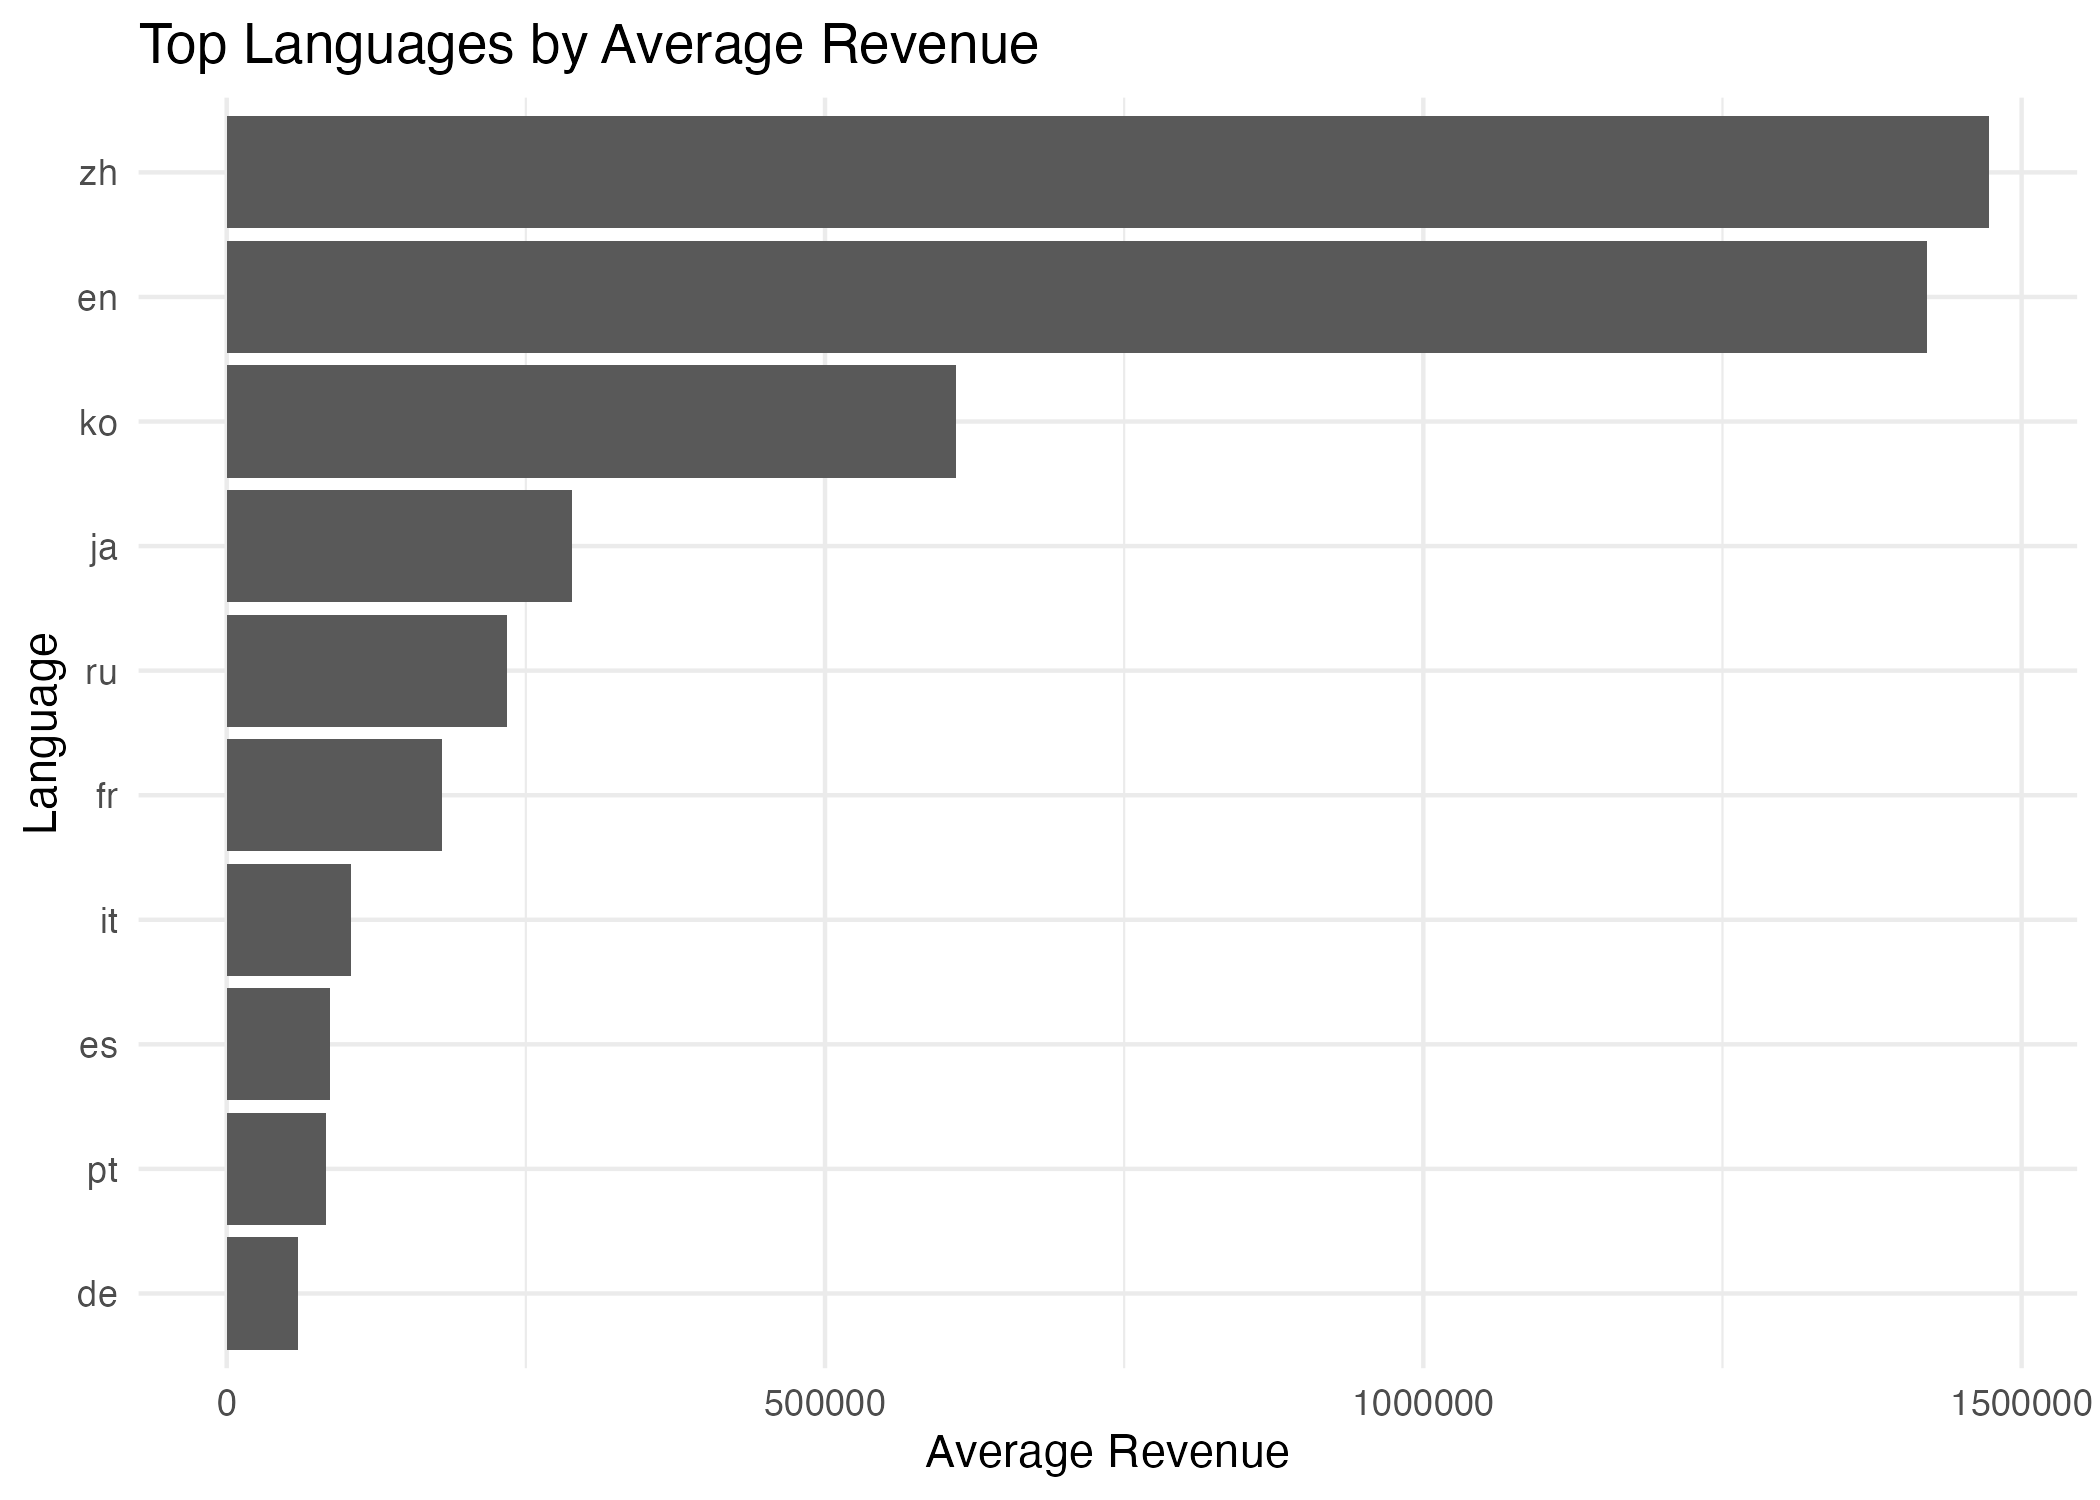 Top Languages by Average Revenue
zh
en
ko
ja
ru
fr
it
es
pt
de
Language
0
500000
1000000
1500000
Average Revenue